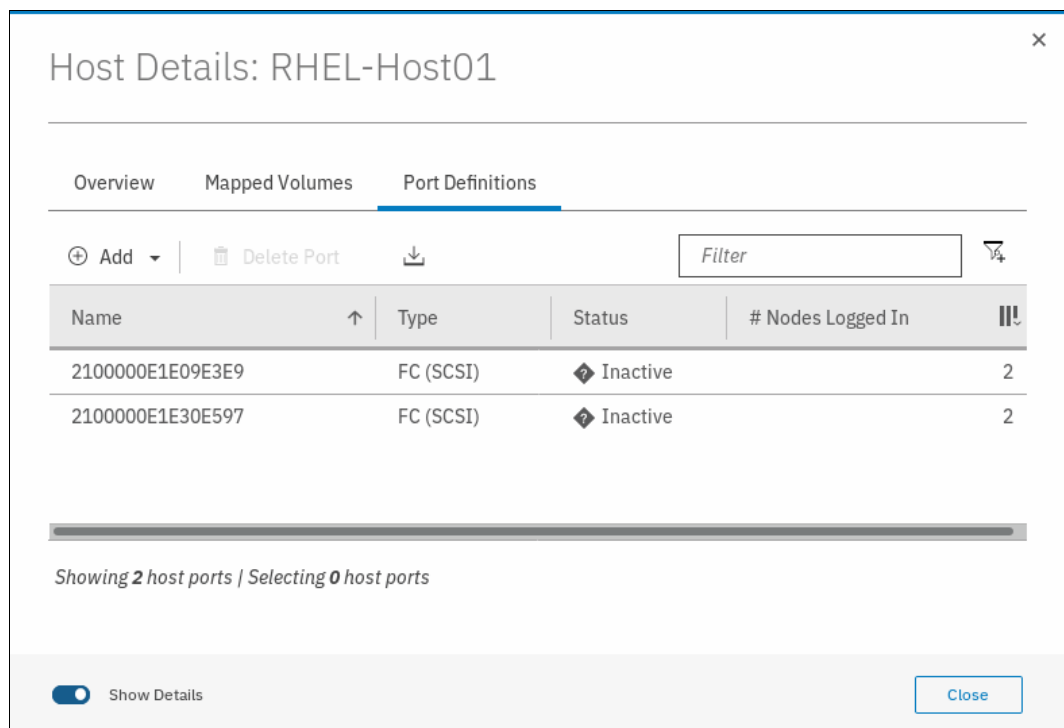 Host Details: RHEL-Host01
Overview Mapped Volumes Port Definitions
Add Delete Port Filter
Name Type Status # Nodes Logged In
2100000E1E09E3E9 FC (SCSI) Inactive 2
2100000E1E30E597 FC (SCSI) Inactive 2
Showing 2 host ports | Selecting 0 host ports
Show Details Close